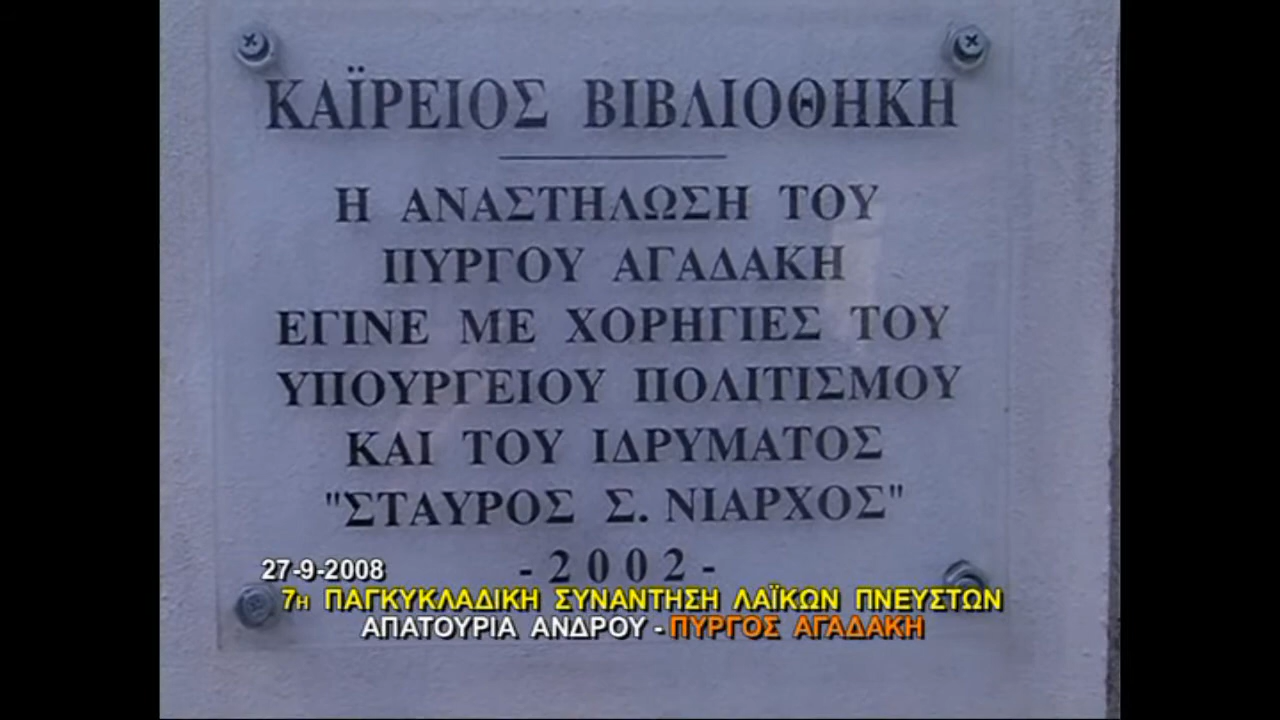 ΚΑΪΡΕΙΟΣ ΒΙΒΛΙΟΘΗΚΗ
Η ΑΝΑΣΤΗΛΩΣΗ ΤΟΥ
ΠΥΡΓΟΥ ΑΓΑΔΑΚΗ
ΕΓΙΝΕ ΜΕ ΧΟΡΗΓΙΕΣ ΤΟΥ
ΥΠΟΥΡΓΕΙΟΥ ΠΟΛΙΤΙΣΜΟΥ
ΚΑΙ ΤΟΥ ΙΔΡΥΜΑΤΟΣ
"ΣΤΑΥΡΟΣ Σ. ΝΙΑΡΧΟΣ"
- 2002 -
27-9-2008
7Η ΠΑΓΚΥΚΛΑΔΙΚΗ ΣΥΝΑΝΤΗΣΗ ΛΑΪΚΩΝ ΠΝΕΥΣΤΩΝ
ΑΠΑΤΟΥΡΙΑ ΑΝΔΡΟΥ - ΠΥΡΓΟΣ ΑΓΑΔΑΚΗ